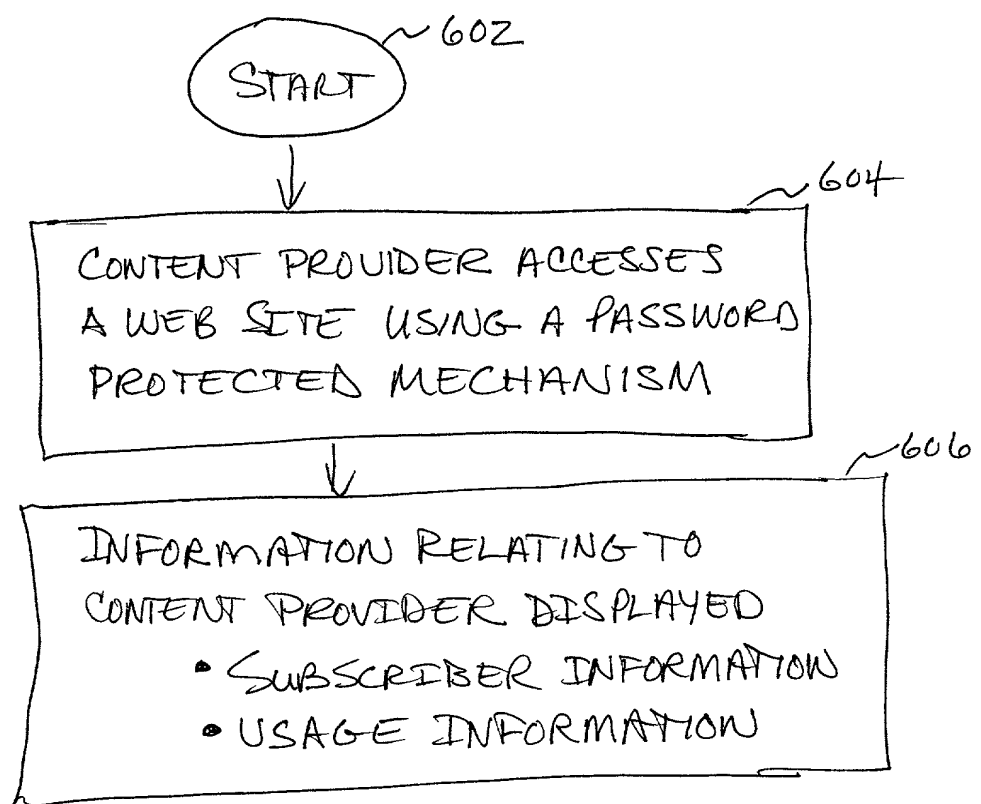 602
START
604
CONTENT PROVIDER ACCESSES
A WEB SITE USING A PASSWORD
PROTECTED MECHANISM
606
INFORMATION RELATING TO
CONTENT PROVIDER DISPLAYED
• SUBSCRIBER INFORMATION
• USAGE INFORMATION